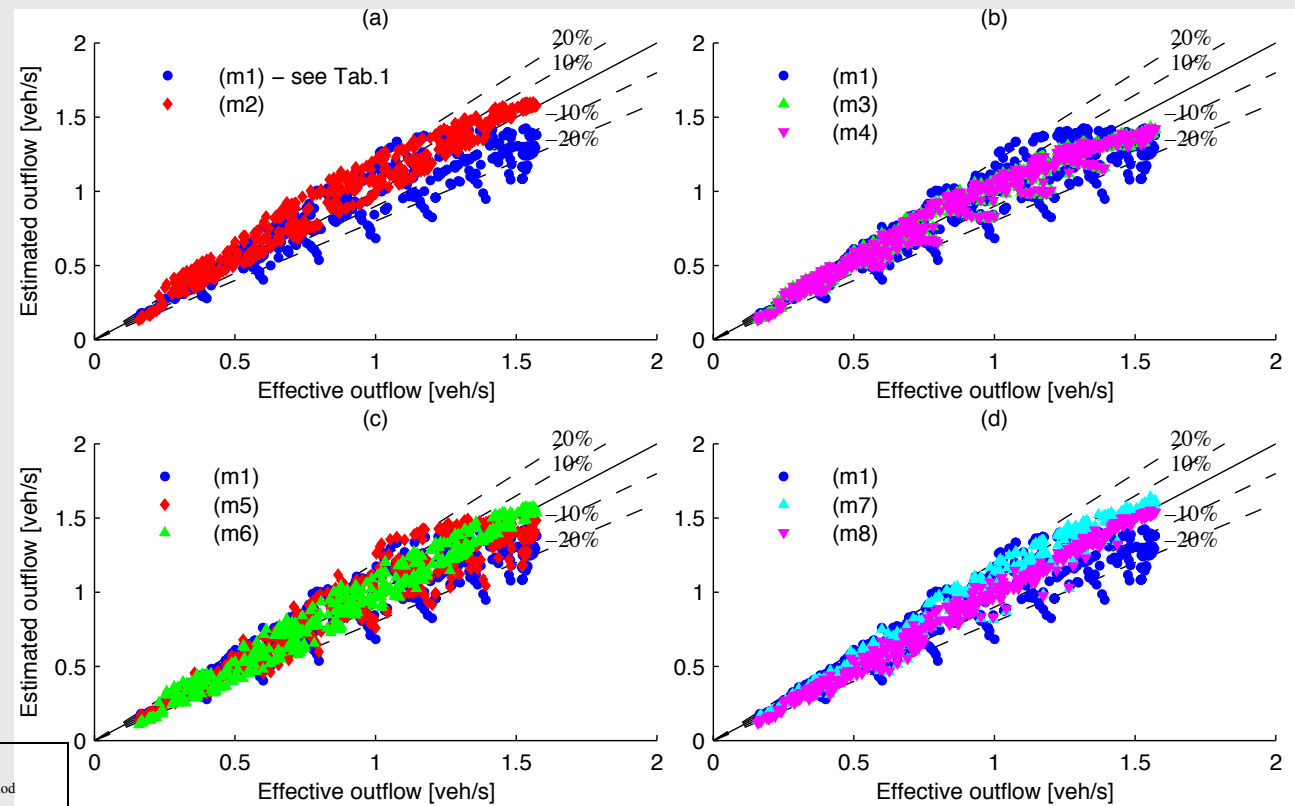 (a)
2
1.5
1
0.5
0
0
0.5
1
1.5
2
Estimated outflow [veh/s]
Effective outflow [veh/s]
(m1) − see Tab.1
(m2)
20%
10%
−10%
−20%
(b)
2
1.5
1
0.5
0
0
0.5
1
1.5
2
Effective outflow [veh/s]
(m1)
(m3)
(m4)
20%
10%
−10%
−20%
(c)
2
1.5
1
0.5
0
0
0.5
1
1.5
2
Estimated outflow [veh/s]
Effective outflow [veh/s]
(m1)
(m5)
(m6)
20%
10%
−10%
−20%
(d)
2
1.5
1
0.5
0
0
0.5
1
1.5
2
Effective outflow [veh/s]
(m1)
(m7)
(m8)
20%
10%
−10%
−20%
od